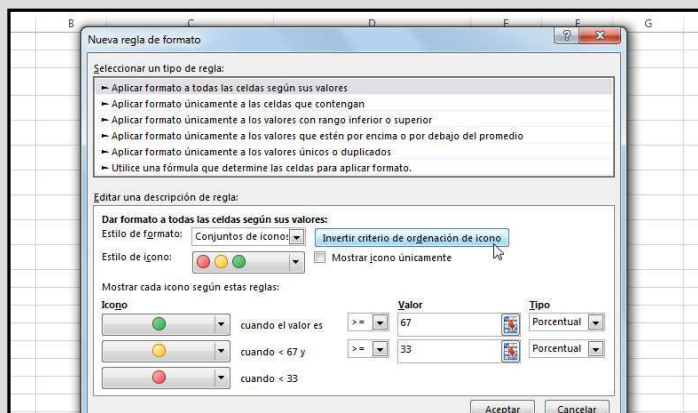 B C D E F G
Nueva regla de formato
Seleccionar un tipo de regla:
► Aplicar formato a todas las celdas según sus valores
► Aplicar formato únicamente a las celdas que contengan
► Aplicar formato únicamente a los valores con rango inferior o superior
► Aplicar formato únicamente a los valores que estén por encima o por debajo del promedio
► Aplicar formato únicamente a los valores únicos o duplicados
► Utilice una fórmula que determine las celdas para aplicar formato.
Editar una descripción de regla:
Dar formato a todas las celdas según sus valores:
Estilo de formato: Conjuntos de iconos Invertir criterio de ordenación de icono
Estilo de icono: Mostrar icono únicamente
Mostrar cada icono según estas reglas:
Icono Valor Tipo
cuando el valor es >= 67 Porcentual
cuando < 67 y >= 33 Porcentual
cuando < 33
Aceptar Cancelar